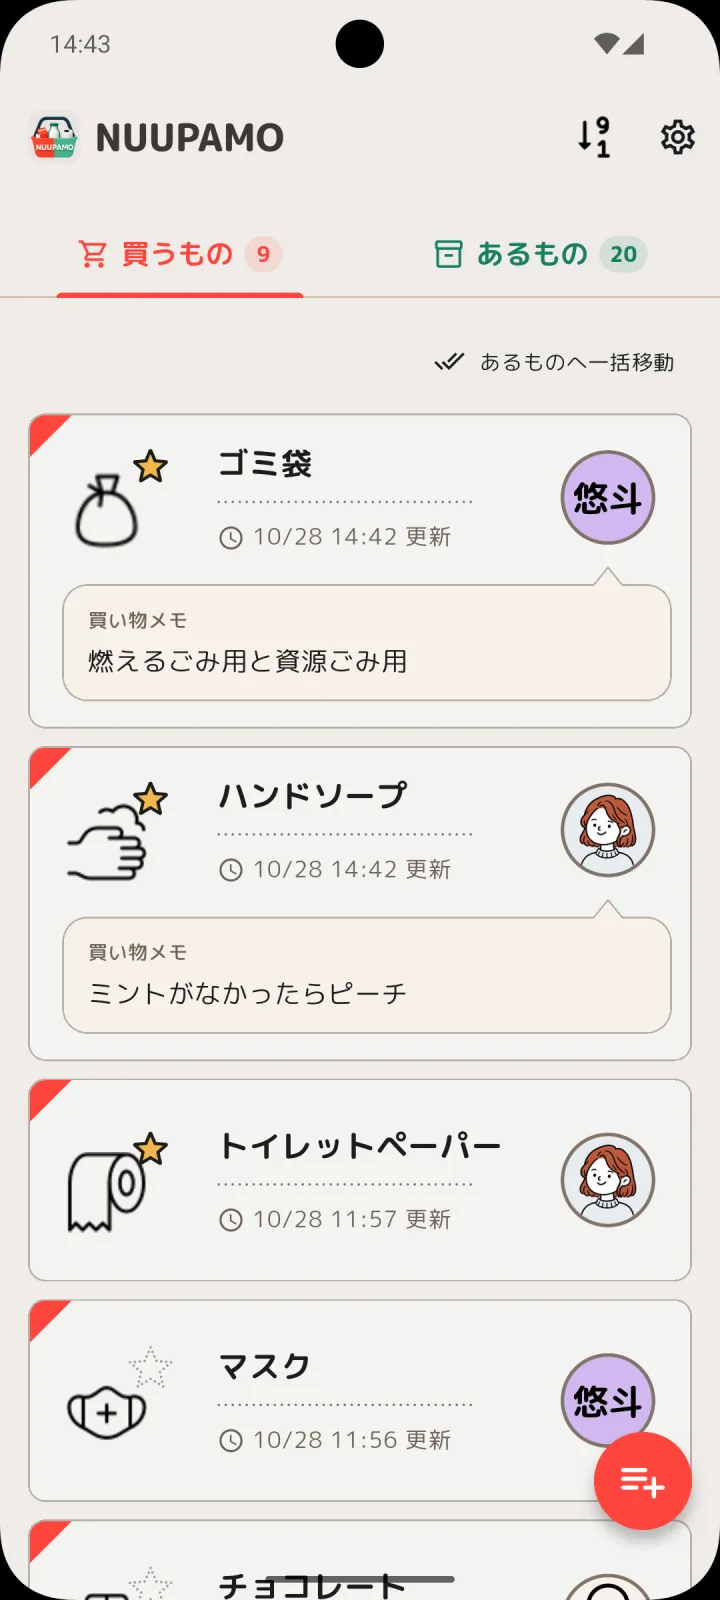 14:43
NUUPAMO
NUUPAMO
9
1
買うもの 9
あるもの 20
あるものへ一括移動
ゴミ袋
10/28 14:42 更新
悠斗
買い物メモ
燃えるごみ用と資源ごみ用
ハンドソープ
10/28 14:42 更新
買い物メモ
ミントがなかったらピーチ
トイレットペーパー
10/28 11:57 更新
マスク
10/28 11:56 更新
悠斗
チョコレート